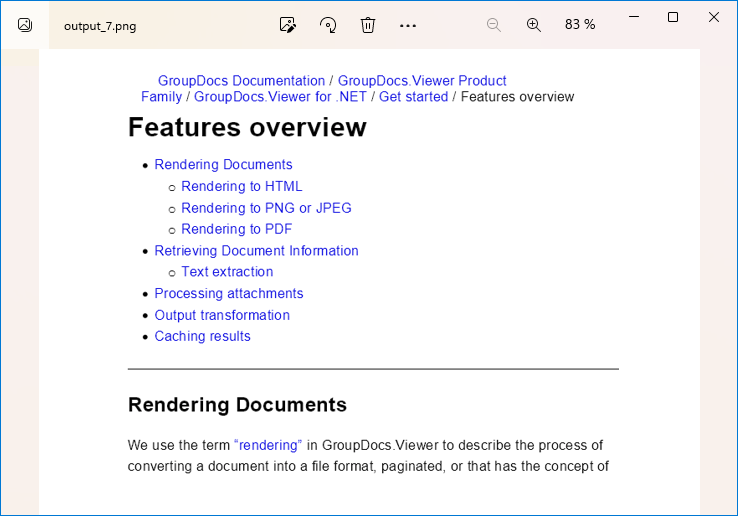 output_7.png
83 %
GroupDocs Documentation / GroupDocs.Viewer Product
Family / GroupDocs.Viewer for .NET / Get started / Features overview
Features overview
• Rendering Documents
○ Rendering to HTML
○ Rendering to PNG or JPEG
○ Rendering to PDF
• Retrieving Document Information
○ Text extraction
• Processing attachments
• Output transformation
• Caching results
Rendering Documents
We use the term “rendering” in GroupDocs.Viewer to describe the process of
converting a document into a file format, paginated, or that has the concept of